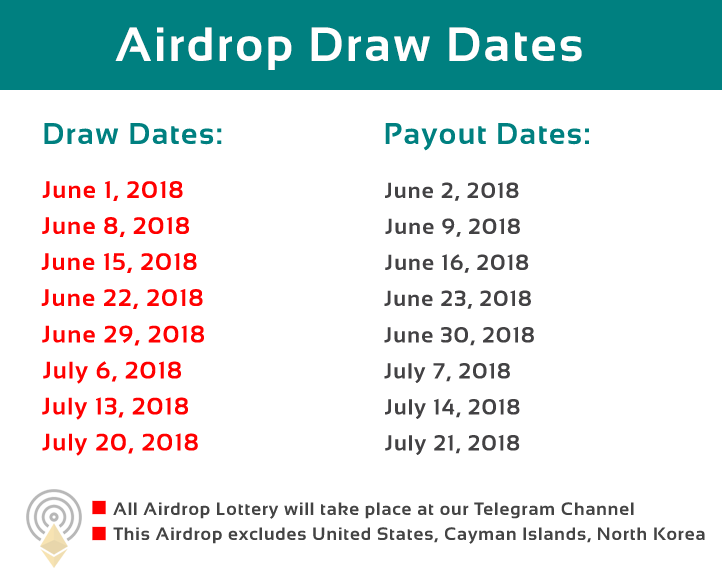 Airdrop Draw Dates
Draw Dates:
June 1, 2018
June 8, 2018
June 15, 2018
June 22, 2018
June 29, 2018
July 6, 2018
July 13, 2018
July 20, 2018
Payout Dates:
June 2, 2018
June 9, 2018
June 16, 2018
June 23, 2018
June 30, 2018
July 7, 2018
July 14, 2018
July 21, 2018
All Airdrop Lottery will take place at our Telegram Channel
This Airdrop excludes United States, Cayman Islands, North Korea